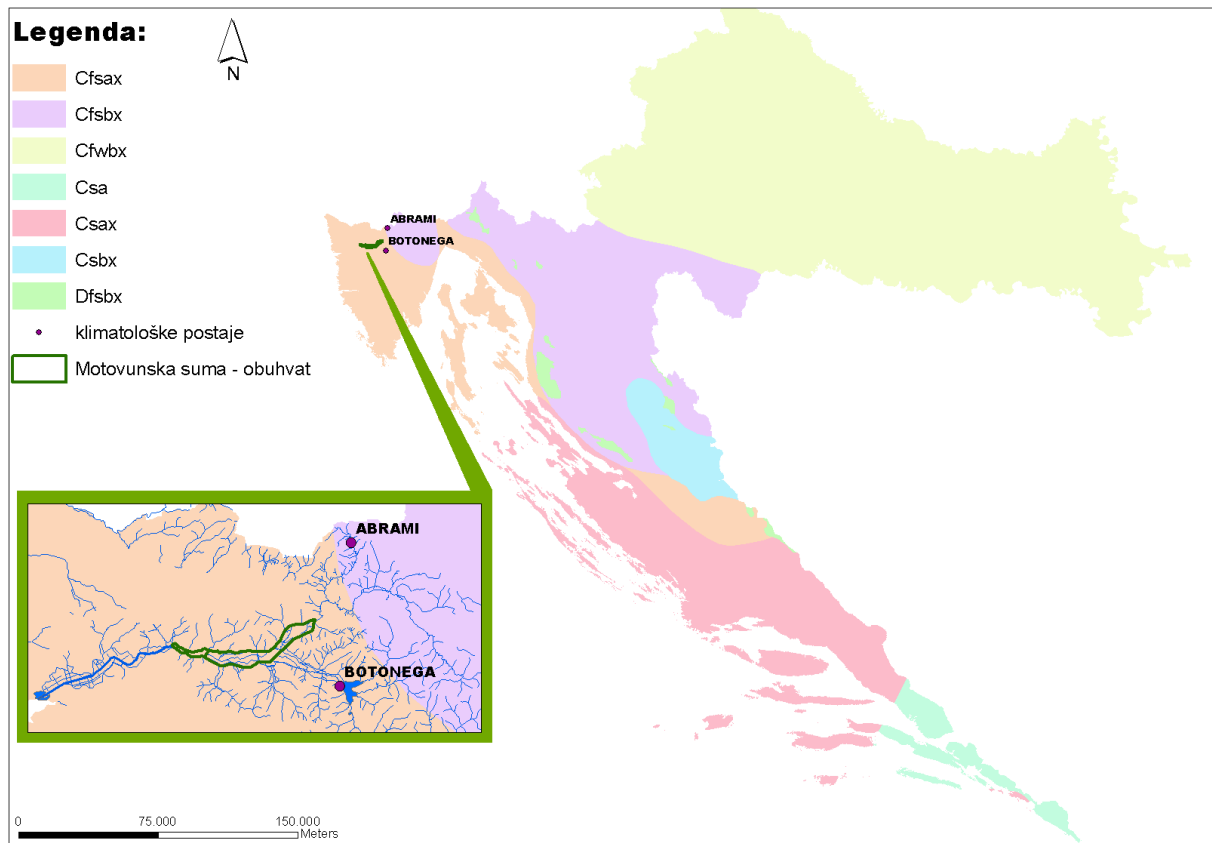 Legenda:
N
Cfsax
Cfsbx
Cfwbx
Csa
Csax
Csbx
Dfsbx
klimatološke postaje
Motovunska suma - obuhvat
ABRAMI
BOTONEGA
ABRAMI
BOTONEGA
0 75.000 150.000
Meters